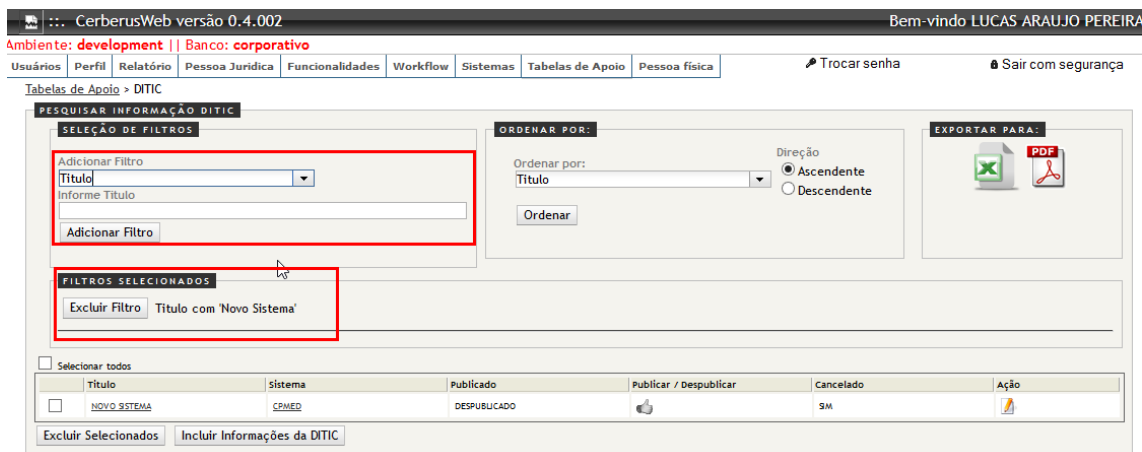 ::. CerberusWeb versão 0.4.002
Bem-vindo LUCAS ARAUJO PEREIRA
Ambiente: development || Banco: corporativo
Usuários Perfil Relatório Pessoa Juridica Funcionalidades Workflow Sistemas Tabelas de Apoio Pessoa física Trocar senha Sair com segurança
Tabelas de Apoio > DITIC
PESQUISAR INFORMAÇÃO DITIC
SELEÇÃO DE FILTROS
Adicionar Filtro
Titulo
Informe Titulo
Adicionar Filtro
ORDENAR POR:
Ordenar por:
Titulo
Ordenar
Direção
Ascendente
Descendente
EXPORTAR PARA:
PDF
FILTROS SELECIONADOS
Excluir Filtro Titulo com 'Novo Sistema'
Selecionar todos
Titulo Sistema Publicado Publicar / Despublicar Cancelado Ação
NOVO SISTEMA CPMED DESPUBLICADO SIM
Excluir Selecionados Incluir Informações da DITIC